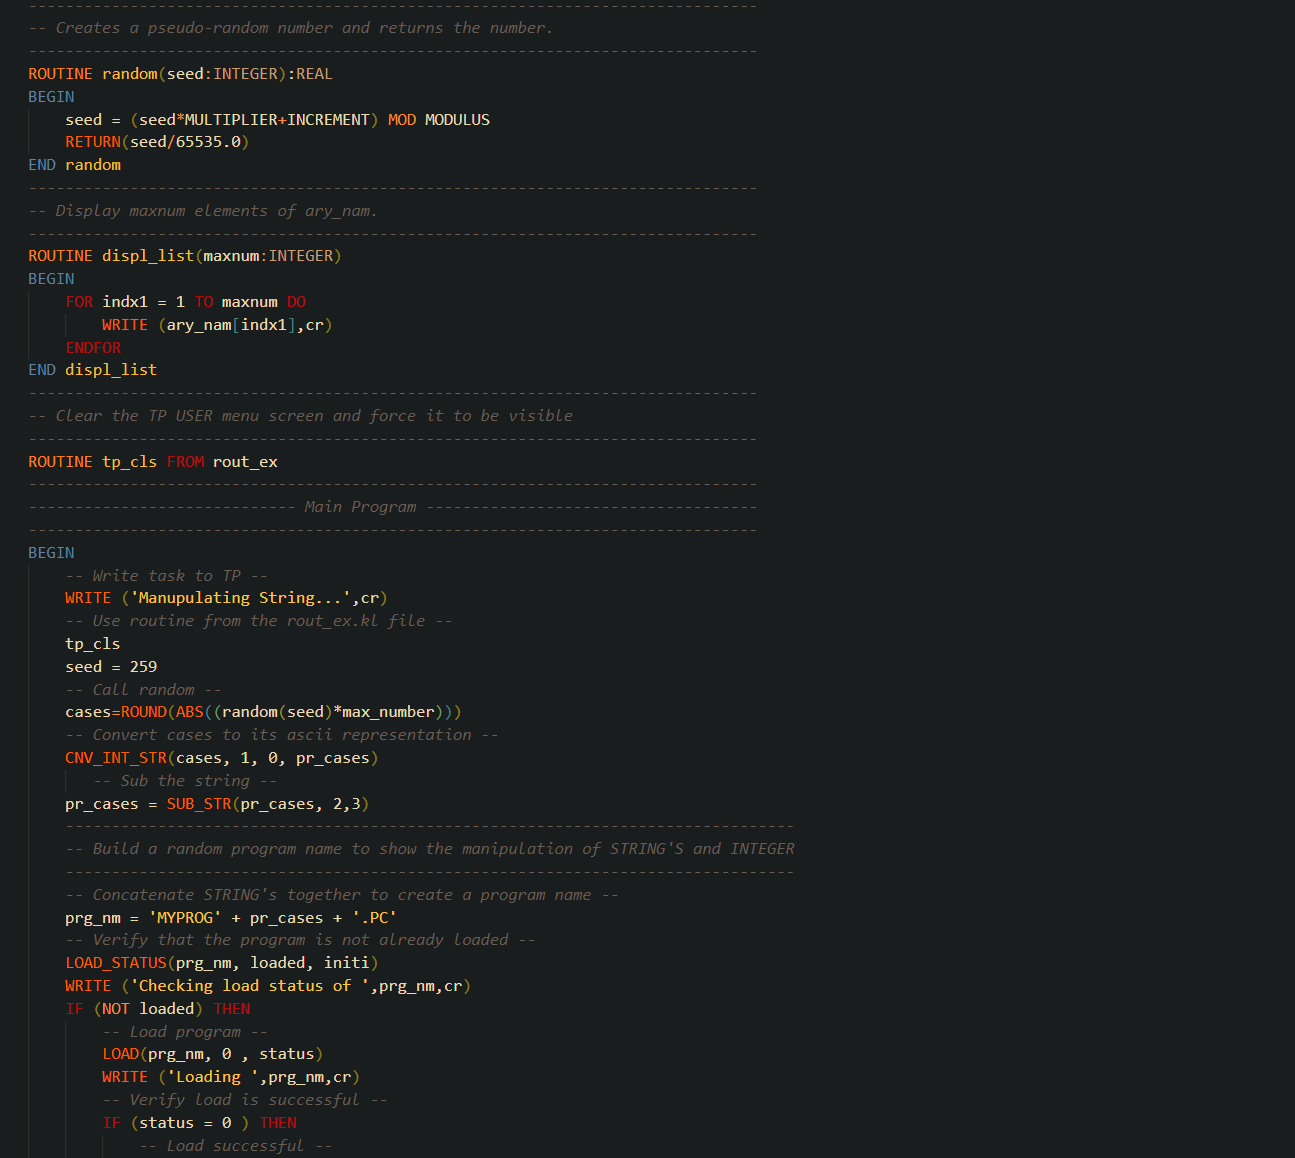 -------------------------------------------------------------------------------
-- Creates a pseudo-random number and returns the number.
-------------------------------------------------------------------------------
ROUTINE random(seed:INTEGER):REAL
BEGIN
    seed = (seed*MULTIPLIER+INCREMENT) MOD MODULUS
    RETURN(seed/65535.0)
END random
-------------------------------------------------------------------------------
-- Display maxnum elements of ary_nam.
-------------------------------------------------------------------------------
ROUTINE displ_list(maxnum:INTEGER)
BEGIN
    FOR indx1 = 1 TO maxnum DO
        WRITE (ary_nam[indx1],cr)
    ENDFOR
END displ_list
-------------------------------------------------------------------------------
-- Clear the TP USER menu screen and force it to be visible
-------------------------------------------------------------------------------
ROUTINE tp_cls FROM rout_ex
-------------------------------------------------------------------------------
----------------------------- Main Program ------------------------------------
-------------------------------------------------------------------------------
BEGIN
    -- Write task to TP --
    WRITE ('Manupulating String...',cr)
    -- Use routine from the rout_ex.kl file --
    tp_cls
    seed = 259
    -- Call random --
    cases=ROUND(ABS((random(seed)*max_number)))
    -- Convert cases to its ascii representation --
    CNV_INT_STR(cases, 1, 0, pr_cases)
       -- Sub the string --
    pr_cases = SUB_STR(pr_cases, 2,3)
    -------------------------------------------------------------------------------
    -- Build a random program name to show the manipulation of STRING'S and INTEGER
    -------------------------------------------------------------------------------
    -- Concatenate STRING's together to create a program name --
    prg_nm = 'MYPROG' + pr_cases + '.PC'
    -- Verify that the program is not already loaded --
    LOAD_STATUS(prg_nm, loaded, initi)
    WRITE ('Checking load status of ',prg_nm,cr)
    IF (NOT loaded) THEN
        -- Load program --
        LOAD(prg_nm, 0 , status)
        WRITE ('Loading ',prg_nm,cr)
        -- Verify load is successful --
        IF (status = 0 ) THEN
            -- Load successful --